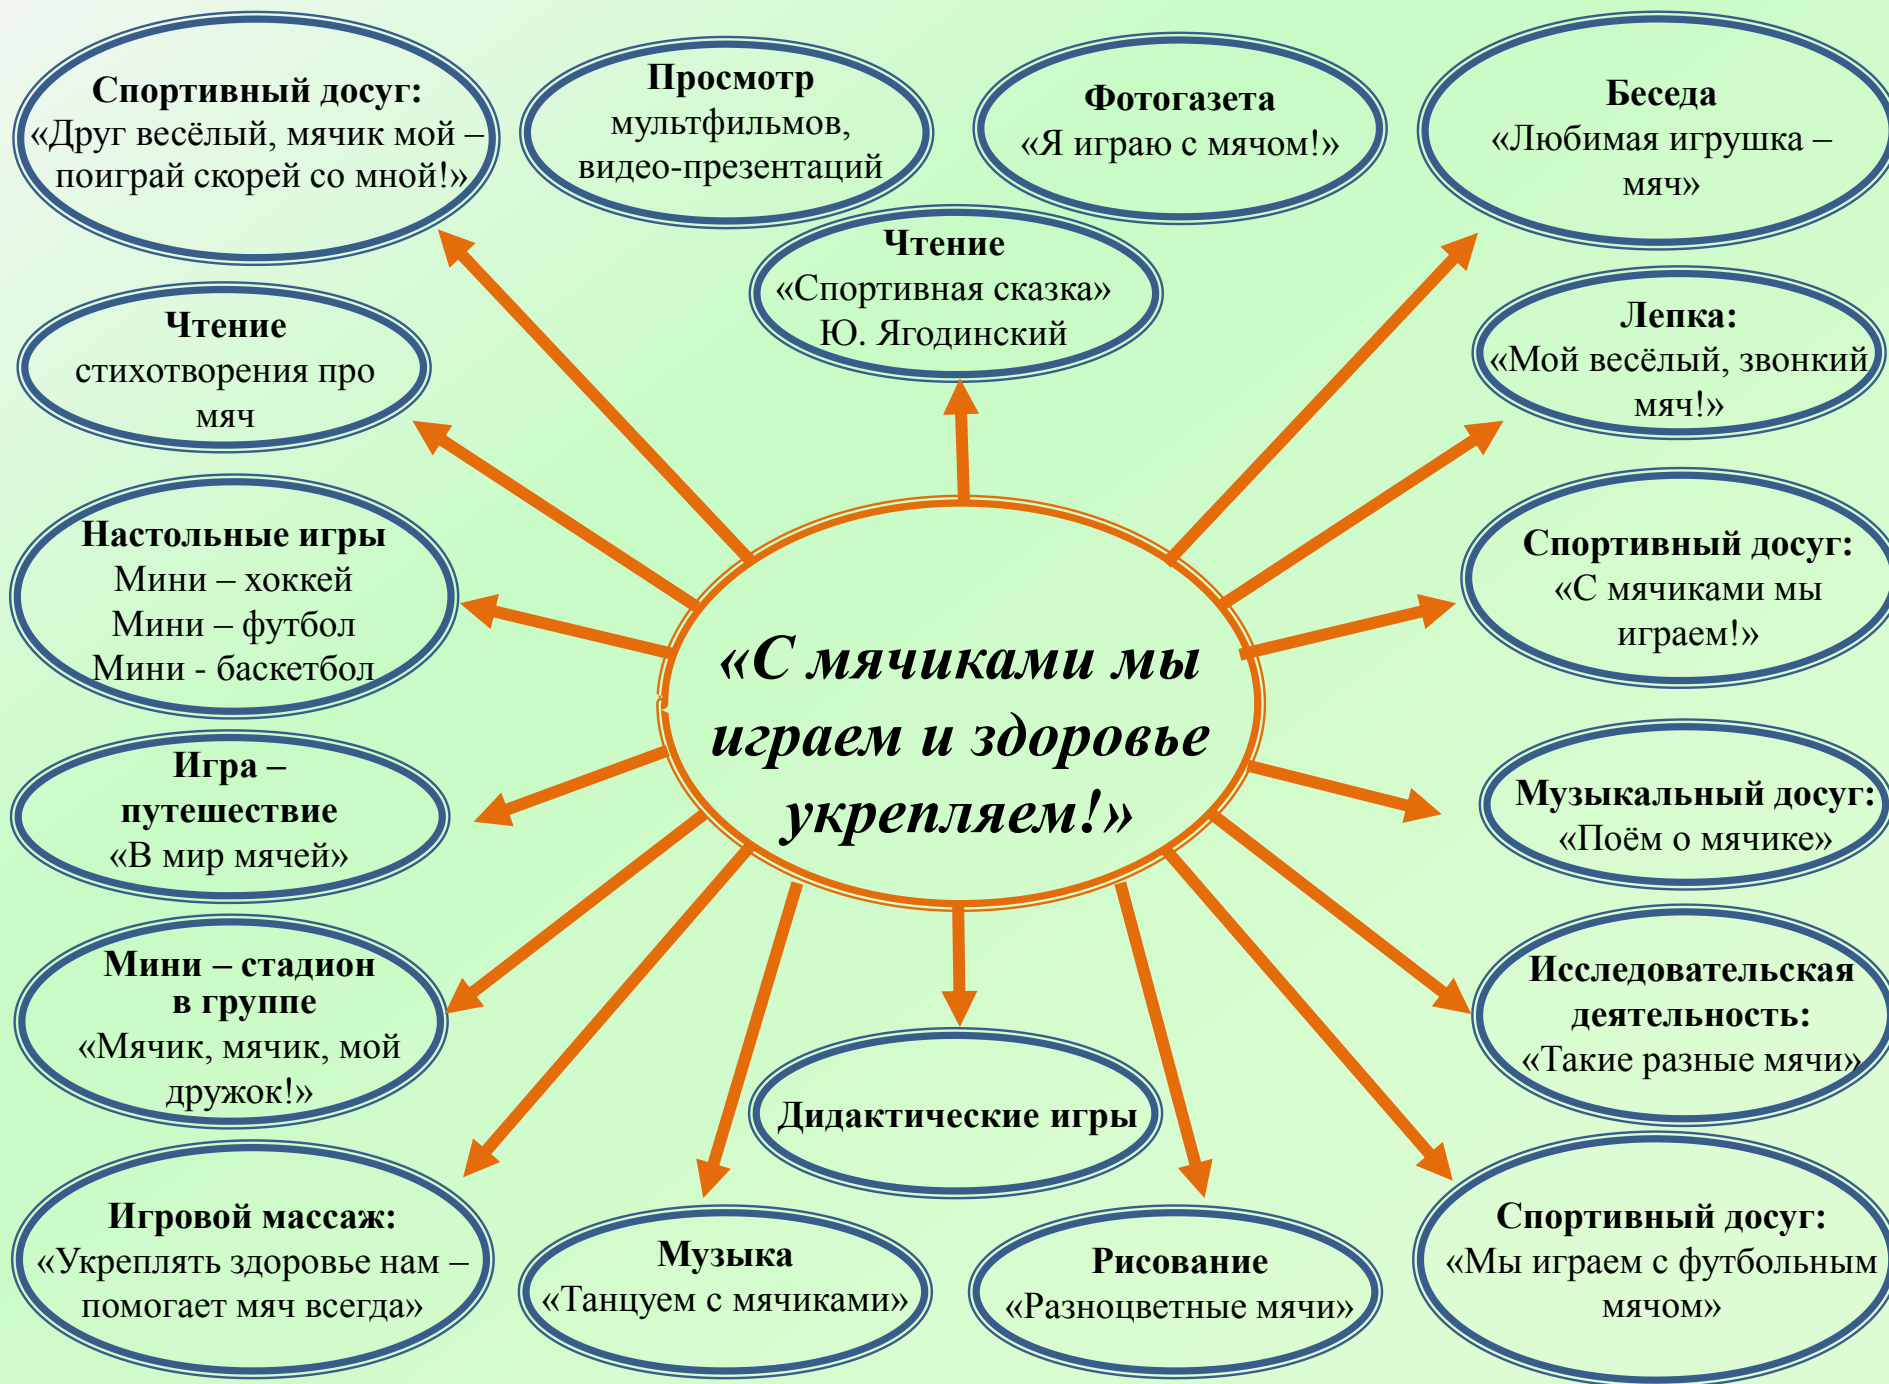 Спортивный досуг:
«Друг весёлый, мячик мой –
поиграй скорей со мной!»
Просмотр
мультфильмов,
видео-презентаций
Фотогазета
«Я играю с мячом!»
Беседа
«Любимая игрушка –
мяч»
Чтение
«Спортивная сказка»
Ю. Ягодинский
Чтение
стихотворения про
мяч
Лепка:
«Мой весёлый, звонкий
мяч!»
Настольные игры
Мини – хоккей
Мини – футбол
Мини - баскетбол
Спортивный досуг:
«С мячиками мы
играем!»
«С мячиками мы
играем и здоровье
укрепляем!»
Игра –
путешествие
«В мир мячей»
Музыкальный досуг:
«Поём о мячике»
Мини – стадион
в группе
«Мячик, мячик, мой
дружок!»
Исследовательская
деятельность:
«Такие разные мячи»
Дидактические игры
Игровой массаж:
«Укреплять здоровье нам –
помогает мяч всегда»
Музыка
«Танцуем с мячиками»
Рисование
«Разноцветные мячи»
Спортивный досуг:
«Мы играем с футбольным
мячом»